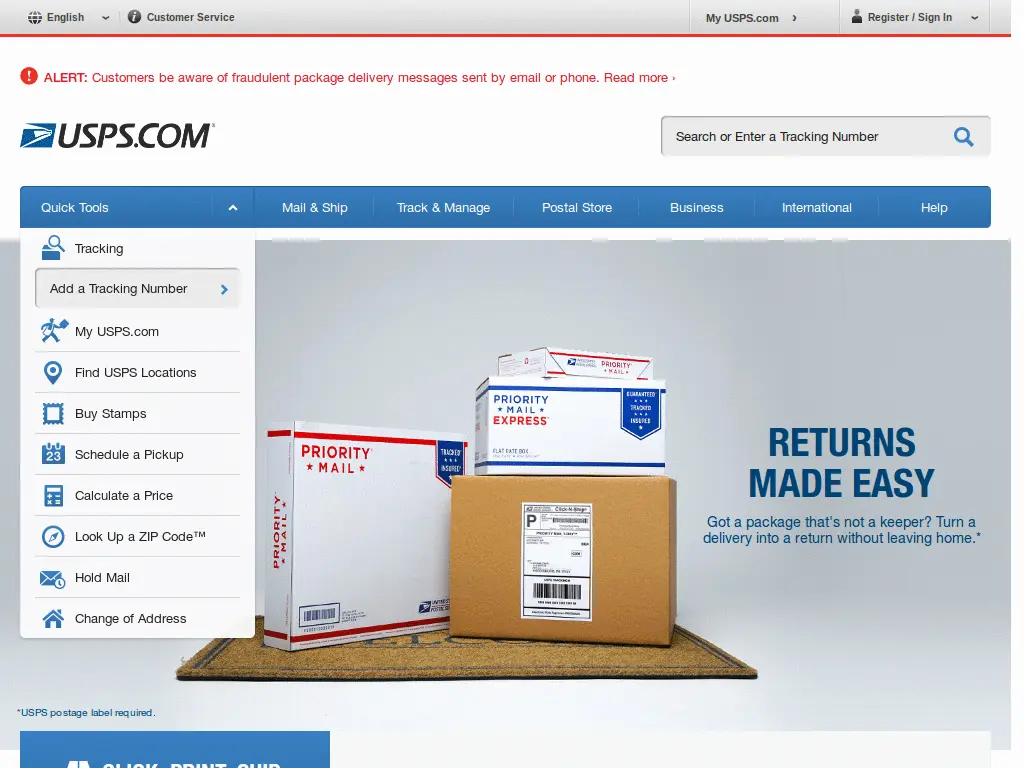 English
Customer Service
My USPS.com ›
Register / Sign In
ALERT: Customers be aware of fraudulent package delivery messages sent by email or phone. Read more ›
USPS.COM®
Search or Enter a Tracking Number
Quick Tools
Mail & Ship
Track & Manage
Postal Store
Business
International
Help
Tracking
Add a Tracking Number
My USPS.com
Find USPS Locations
Buy Stamps
23
Schedule a Pickup
Calculate a Price
Look Up a ZIP Code™
Hold Mail
Change of Address
PRIORITY
MAIL
PRIORITY
MAIL
EXPRESS
GUARANTEED
TRACKED
INSURED
FLAT RATE BOX
PRIORITY
★ MAIL ★
TRACKED
INSURED
PRIORITY
★ MAIL ★
Click-N-Ship®
P
RETURNS
MADE EASY
Got a package that's not a keeper? Turn a
delivery into a return without leaving home.*
*USPS postage label required.
CLICK. PRINT. SHIP.